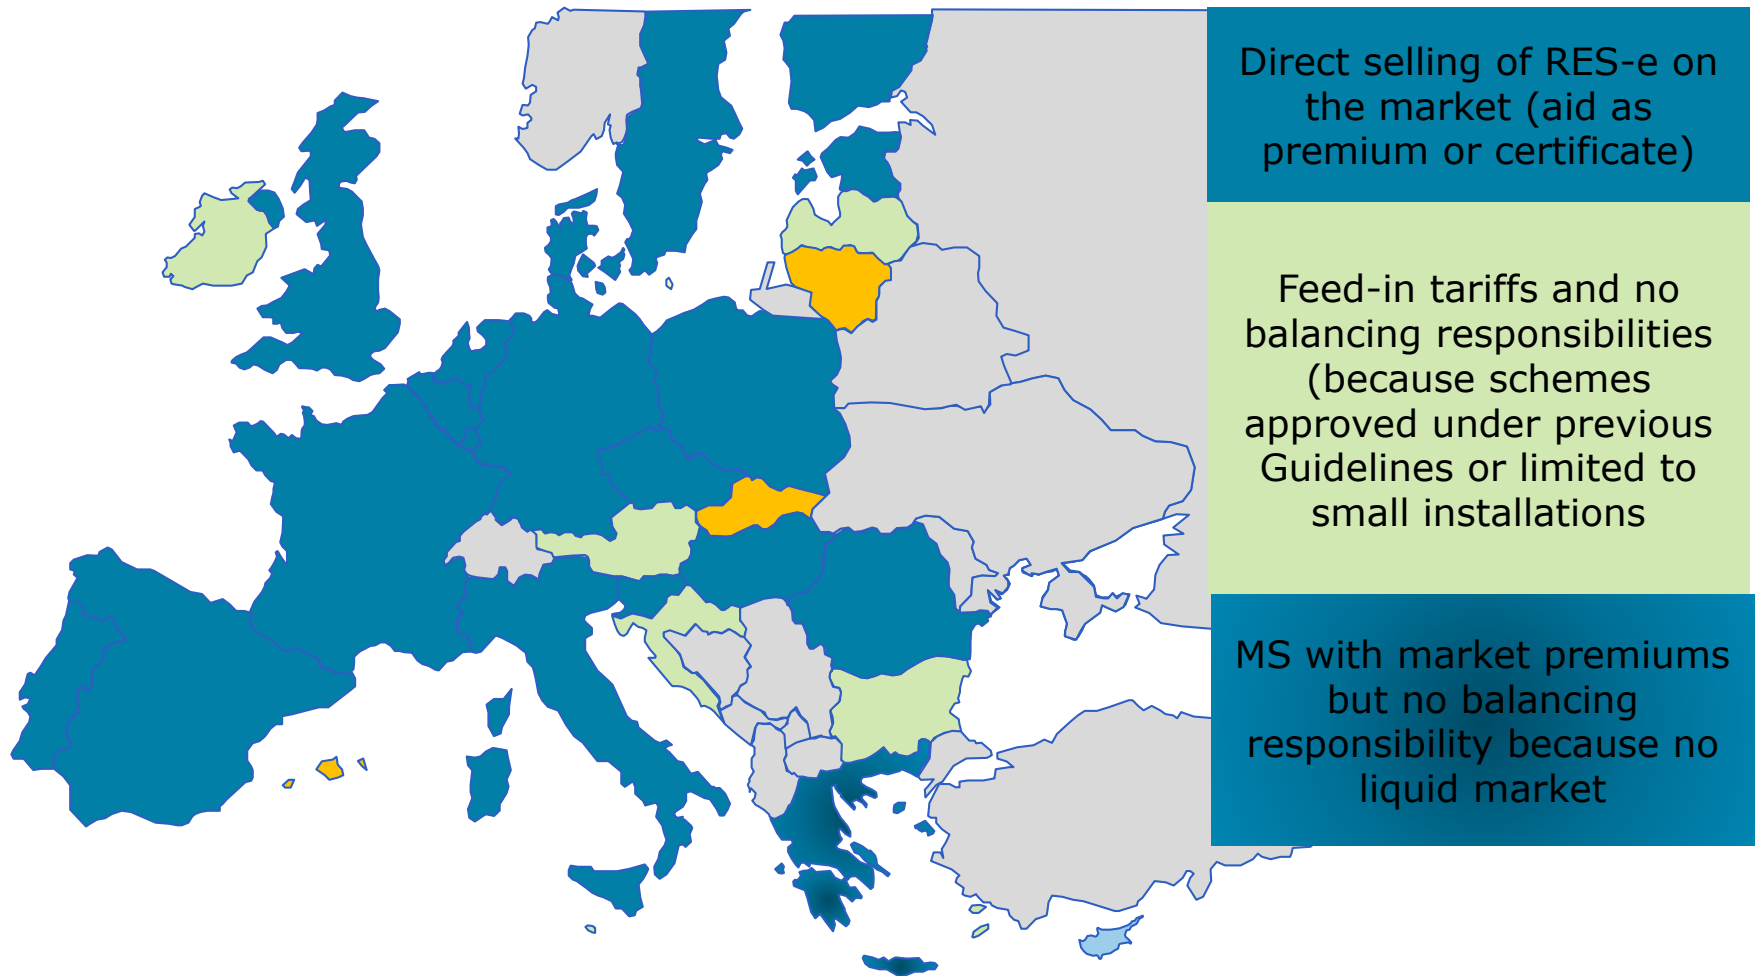 Direct selling of RES-e on
the market (aid as
premium or certificate)
Feed-in tariffs and no
balancing responsibilities
(because schemes
approved under previous
Guidelines or limited to
small installations
MS with market premiums
but no balancing
responsibility because no
liquid market